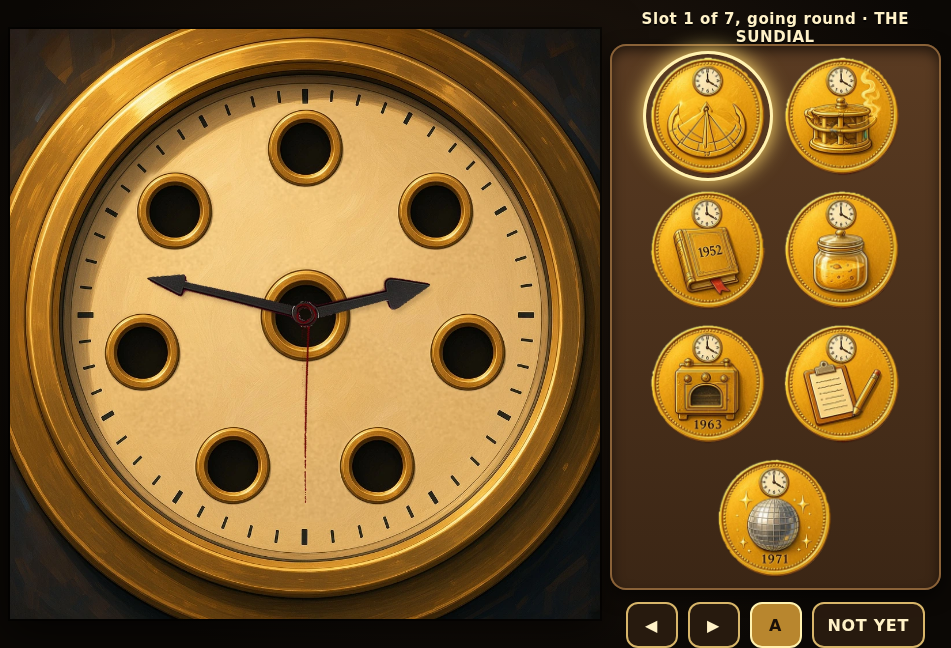 Slot 1 of 7, going round · THE
SUNDIAL
1952
1963
1971
◀ ▶ A NOT YET